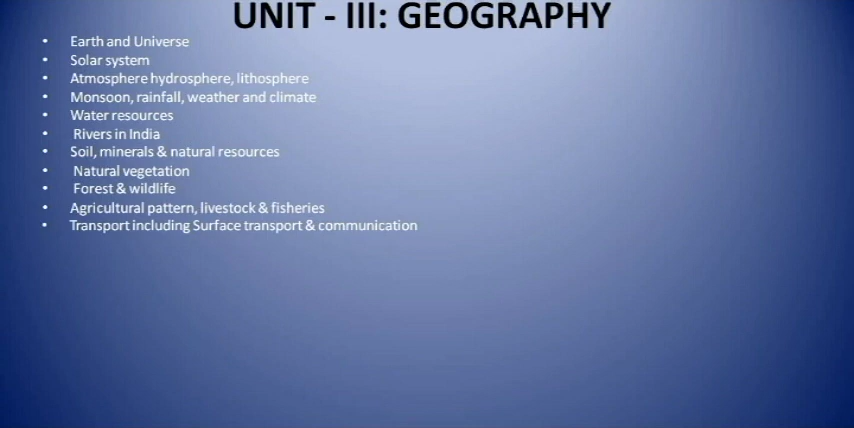 UNIT - III: GEOGRAPHY
• Earth and Universe
• Solar system
• Atmosphere hydrosphere, lithosphere
• Monsoon, rainfall, weather and climate
• Water resources
• Rivers in India
• Soil, minerals & natural resources
• Natural vegetation
• Forest & wildlife
• Agricultural pattern, livestock & fisheries
• Transport including Surface transport & communication